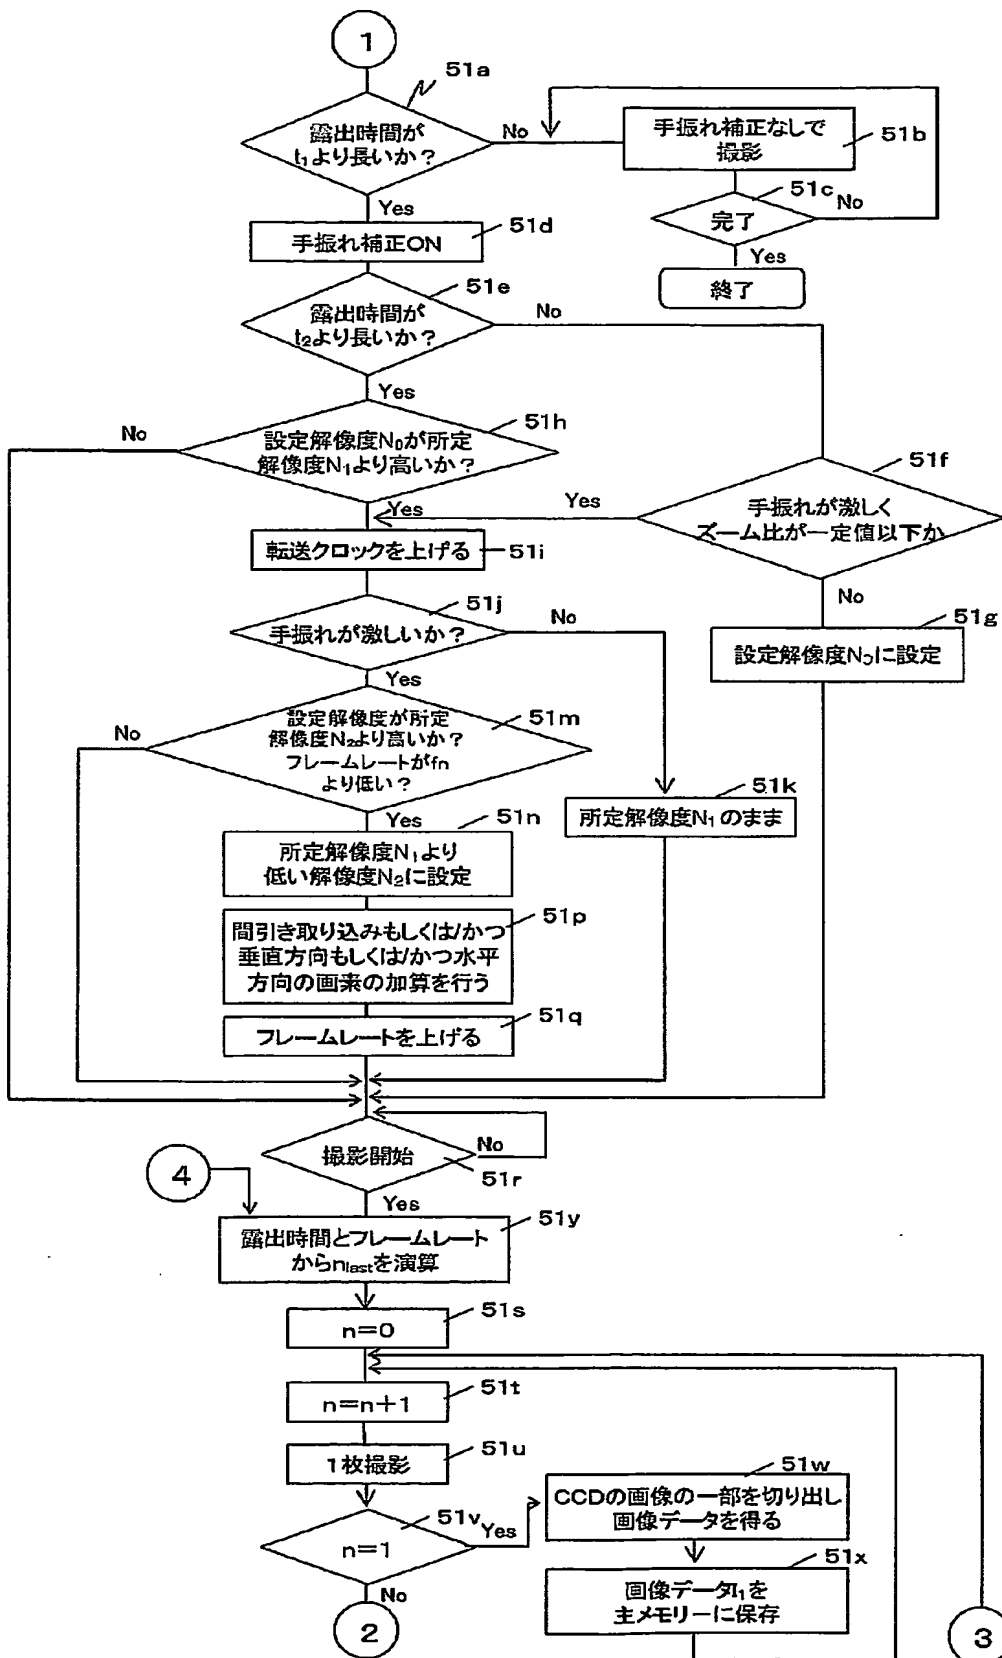 1
51a
露出時間が
t₁より長いか？
No
Yes
手振れ補正なしで
撮影
51b
51c
完了
No
Yes
終了
51d
手振れ補正ON
51e
露出時間が
t₂より長いか？
No
Yes
51h
設定解像度N₀が所定
解像度N₁より高いか？
No
Yes
51f
手振れが激しく
ズーム比が一定値以下か
Yes
No
51g
設定解像度に設定
転送クロックを上げる
51i
51j
手振れが激しいか？
No
Yes
51m
設定解像度が所定
解像度N₂より高いか？
フレームレートがfn
より低い？
No
Yes
51k
所定解像度N₁のまま
51n
所定解像度N₁より
低い解像度N₂に設定
51p
間引き取り込みもしくは/かつ
垂直方向もしくは/かつ水平
方向の画素の加算を行う
51q
フレームレートを上げる
撮影開始
No
51r
Yes
4
51y
露出時間とフレームレート
からnlastを演算
51s
n=0
51t
n=n+1
51u
1枚撮影
51v
n=1
Yes
No
2
51w
CCDの画像の一部を切り出し
画像データを得る
51x
画像データI₁を
主メモリーに保存
3